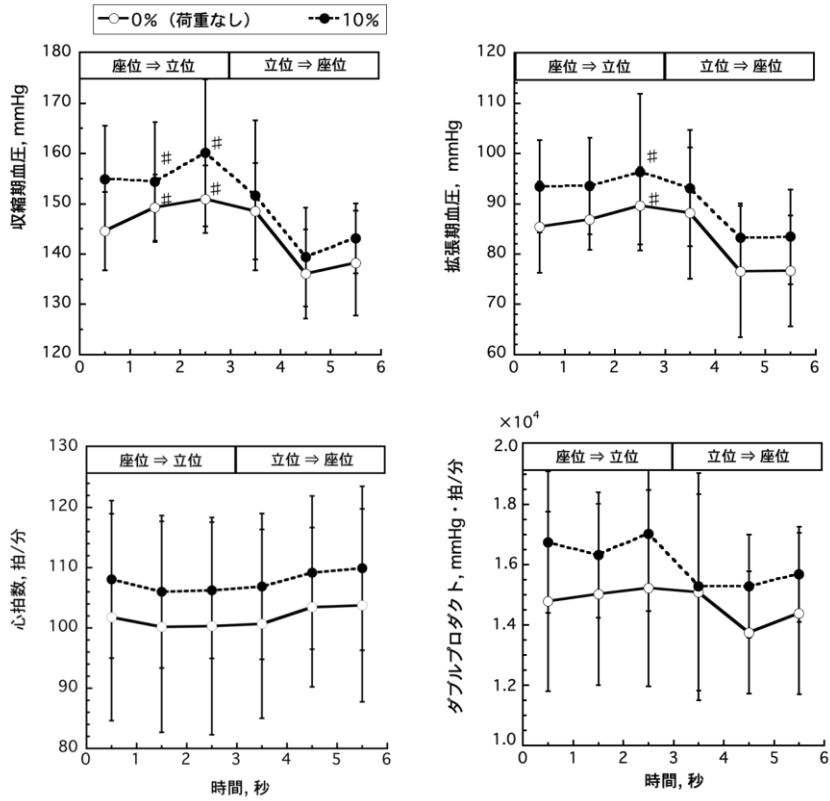 0%（荷重なし） 10%
180
170
160
150
140
130
120
収縮期血圧, mmHg
座位 ⇒ 立位 立位 ⇒ 座位
# # # #
0 1 2 3 4 5 6
120
110
100
90
80
70
60
拡張期血圧, mmHg
座位 ⇒ 立位 立位 ⇒ 座位
# #
0 1 2 3 4 5 6
130
120
110
100
90
80
心拍数, 拍/分
座位 ⇒ 立位 立位 ⇒ 座位
0 1 2 3 4 5 6
時間, 秒
×10⁴
2.0
1.8
1.6
1.4
1.2
1.0
ダブルプロダクト, mmHg・拍/分
座位 ⇒ 立位 立位 ⇒ 座位
0 1 2 3 4 5 6
時間, 秒